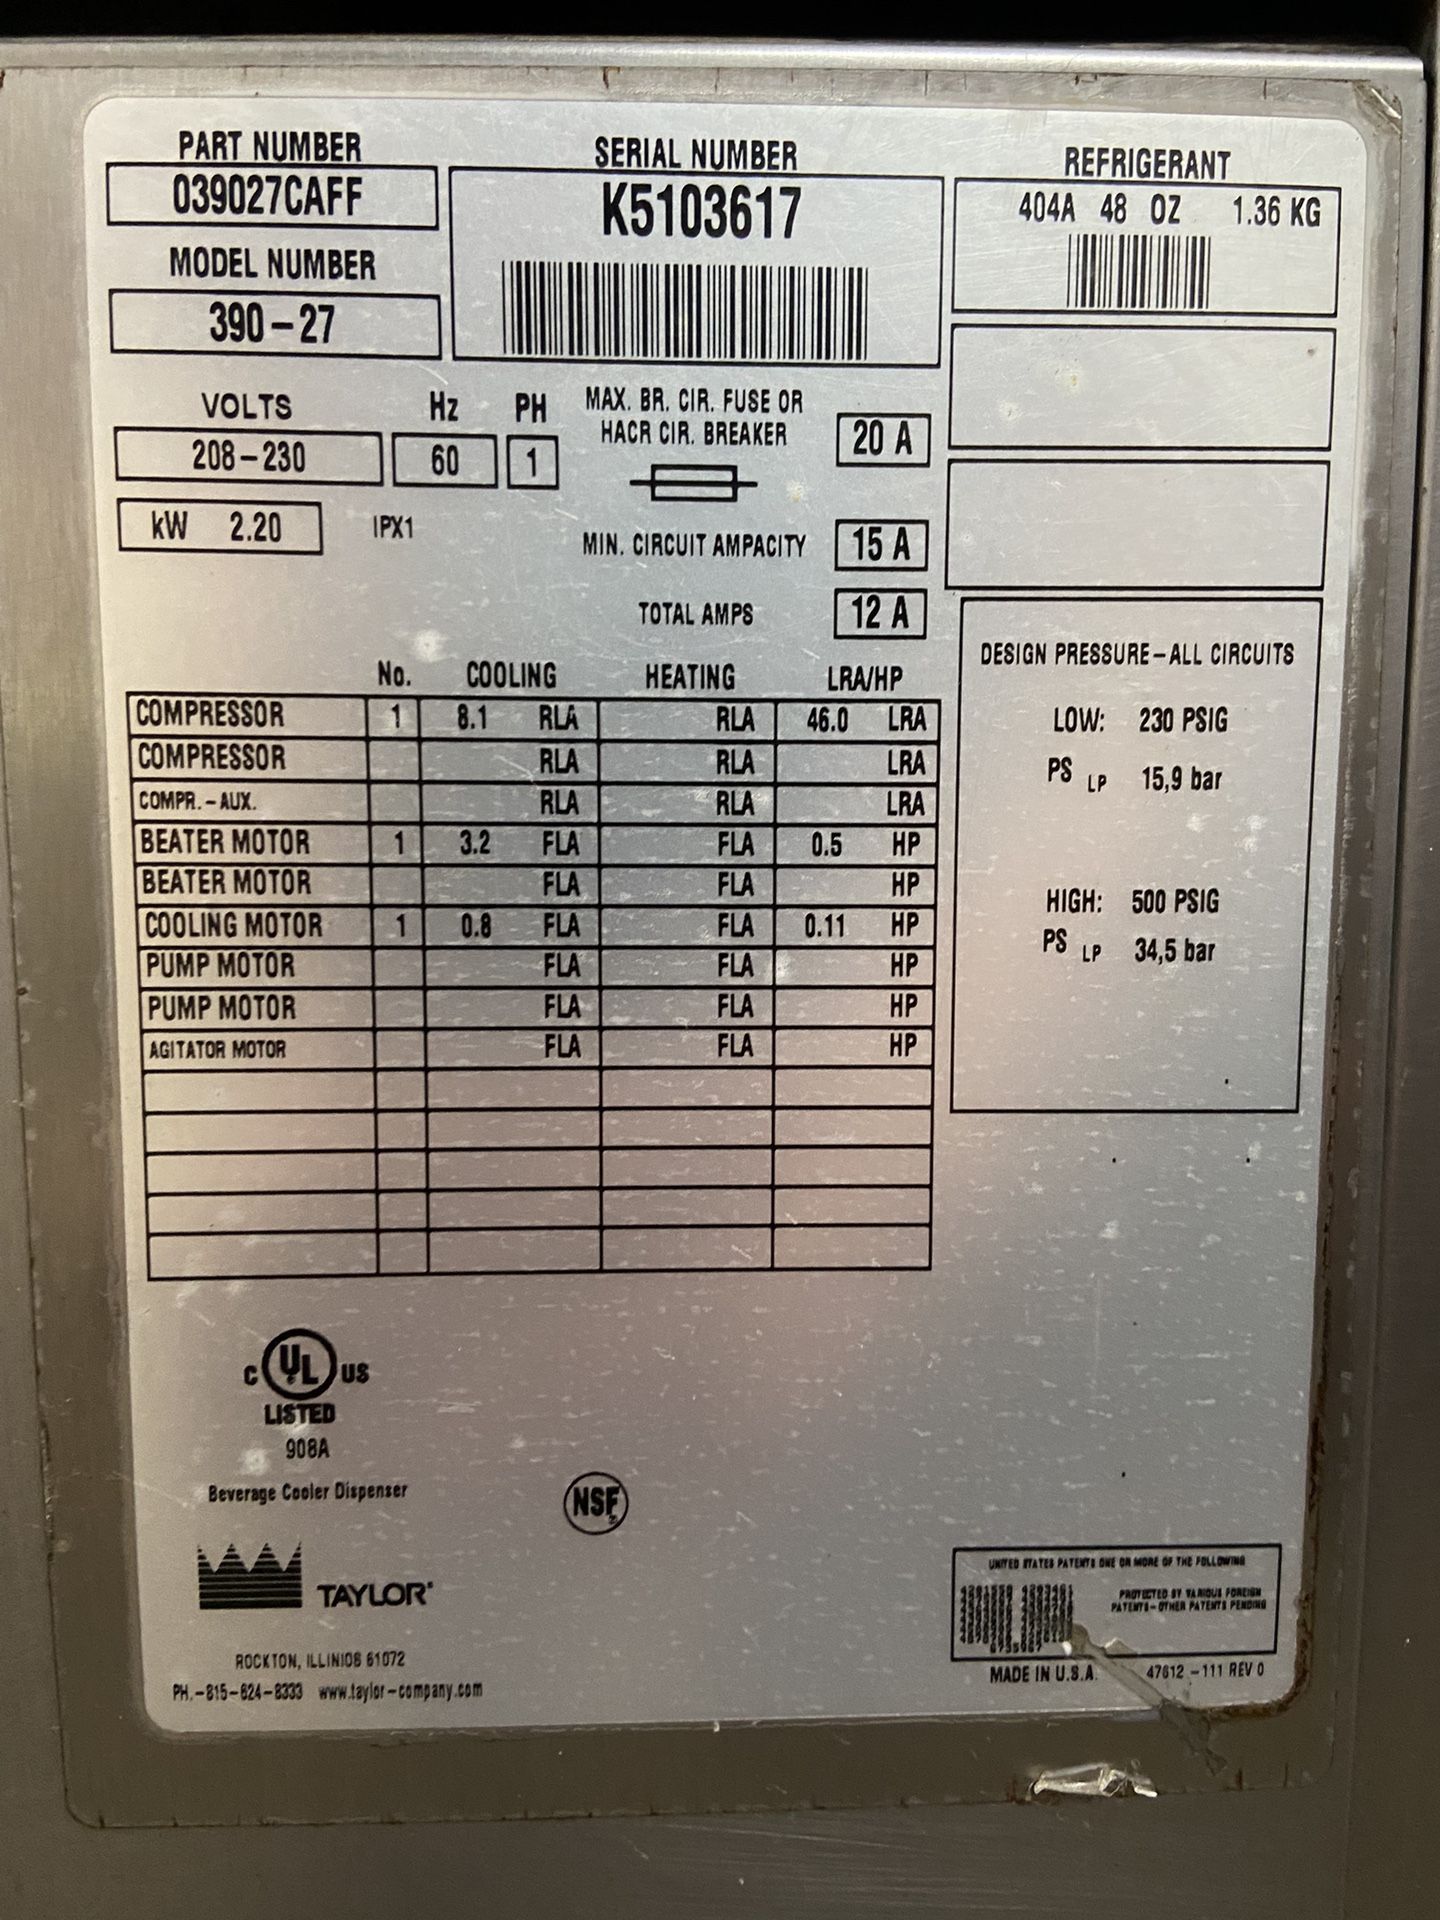 PART NUMBER
039027CAFF
MODEL NUMBER
390-27
SERIAL NUMBER
K5103617
REFRIGERANT
404A 48 OZ 1.36 KG
VOLTS Hz PH
208-230 60 1
kW 2.20 IPX1
MAX. BR. CIR. FUSE OR
HACR CIR. BREAKER 20 A
MIN. CIRCUIT AMPACITY 15 A
TOTAL AMPS 12 A
DESIGN PRESSURE-ALL CIRCUITS
LOW: 230 PSIG
PS LP 15,9 bar
HIGH: 500 PSIG
PS LP 34,5 bar
No. COOLING HEATING LRA/HP
COMPRESSOR 1 8.1 RLA RLA 46.0 LRA
COMPRESSOR RLA RLA LRA
COMPR.-AUX. RLA RLA LRA
BEATER MOTOR 1 3.2 FLA FLA 0.5 HP
BEATER MOTOR FLA FLA HP
COOLING MOTOR 1 0.8 FLA FLA 0.11 HP
PUMP MOTOR FLA FLA HP
PUMP MOTOR FLA FLA HP
AGITATOR MOTOR FLA FLA HP
C UL US
LISTED
908A
Beverage Cooler Dispenser
NSF
TAYLOR
ROCKTON, ILLINIOS 61072
PH.-815-624-8333 www.taylor-company.com
UNITED STATES PATENTS ONE OR MORE OF THE FOLLOWING
PROTECTED BY VARIOUS FOREIGN
PATENTS-OTHER PATENTS PENDING
MADE IN U.S.A. 47612-111 REV 0